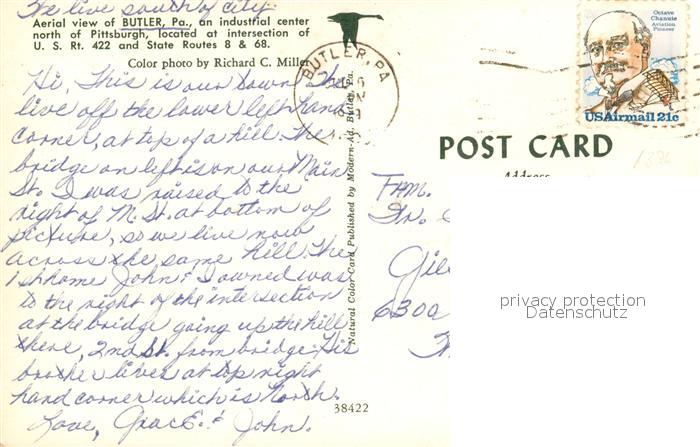 We live south of city.
Aerial view of BUTLER, Pa., an industrial center
north of Pittsburgh, located at intersection of
U. S. Rt. 422 and State Routes 8 & 68.
Color photo by Richard C. Miller
Hi, This is our town. We
live off the lower left hand
corner, at top of a hill. The
bridge on left is on our Main
St. I was raised to the
right of M. St. at bottom of
picture, so we live now
across the same hill. The
1st home John & I owned was
to the right of the intersection
at the bridge going up the hill
there, 2nd St. from bridge. His
brother lives at top right
hand corner which is North.
Love, Grace & John.
Natural Color Card Published by Modern-Ad, Butler, Pa.
38422
BUTLER, PA
Octave
Chanute
Aviation
Pioneer
USAirmail 21c
POST CARD
Address
1386
FAM.
6300
privacy protection
Datenschutz